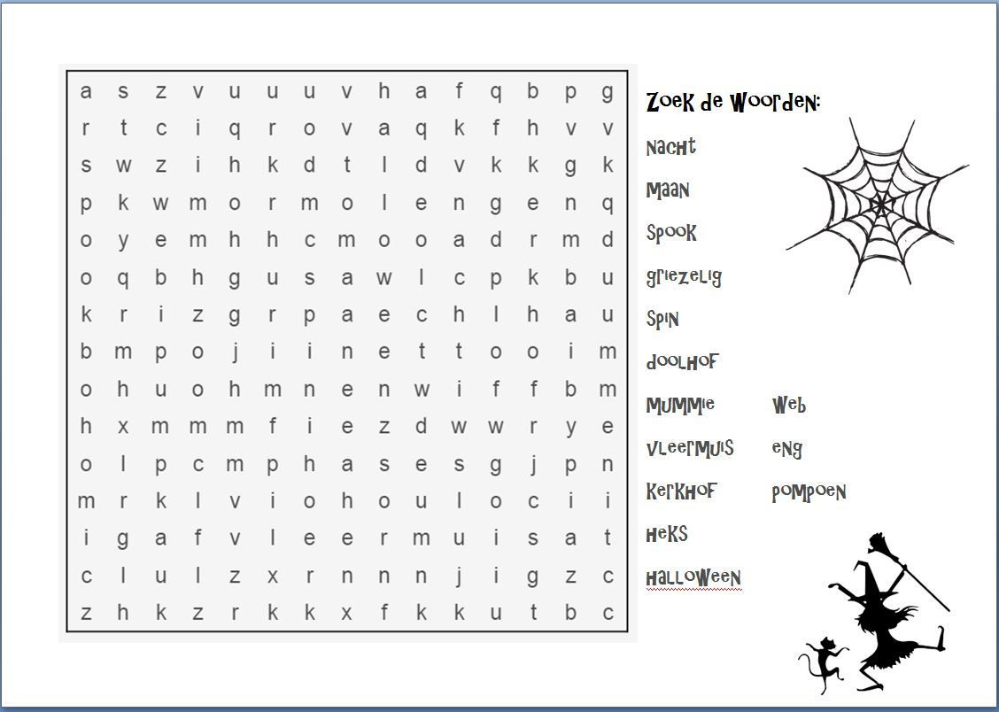 a s z v u u u v h a f q b p g
r t c i q r o v a q k f h v v
s w z i h k d t l d v k k g k
p k w m o r m o l e n g e n q
o y e m h h c m o o a d r m d
o q b h g u s a w l c p k b u
k r i z g r p a e c h l h a u
b m p o j i i n e t t o o i m
o h u o h m n e n w i f f b m
h x m m m f i e z d w w r y e
o l p c m p h a s e s g j p n
m r k l v i o h o u l o c i i
i g a f v l e e r m u i s a t
c l u l z x r n n n j i g z c
z h k z r k k x f k k u t b c
Zoek de Woorden:
Nacht
Maan
Spook
griezelig
Spin
doolhof
Mummie Web
Vleermuis eng
Kerkhof pompoen
Heks
Halloween